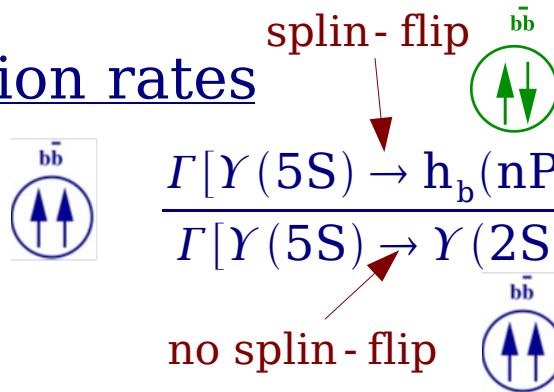 splin- flip
bb̄
ion rates
bb̄
Γ[ϒ(5S) → h_b(nP
Γ[ϒ(5S) → ϒ(2S
bb̄
no splin- flip